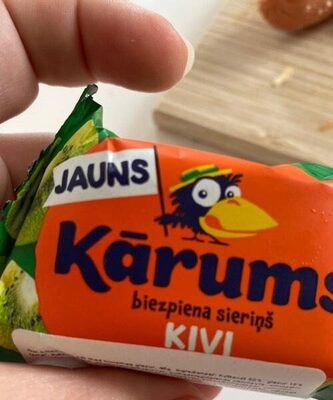 JAUNS
Kārums
biezpiena sieriņš
KIVI